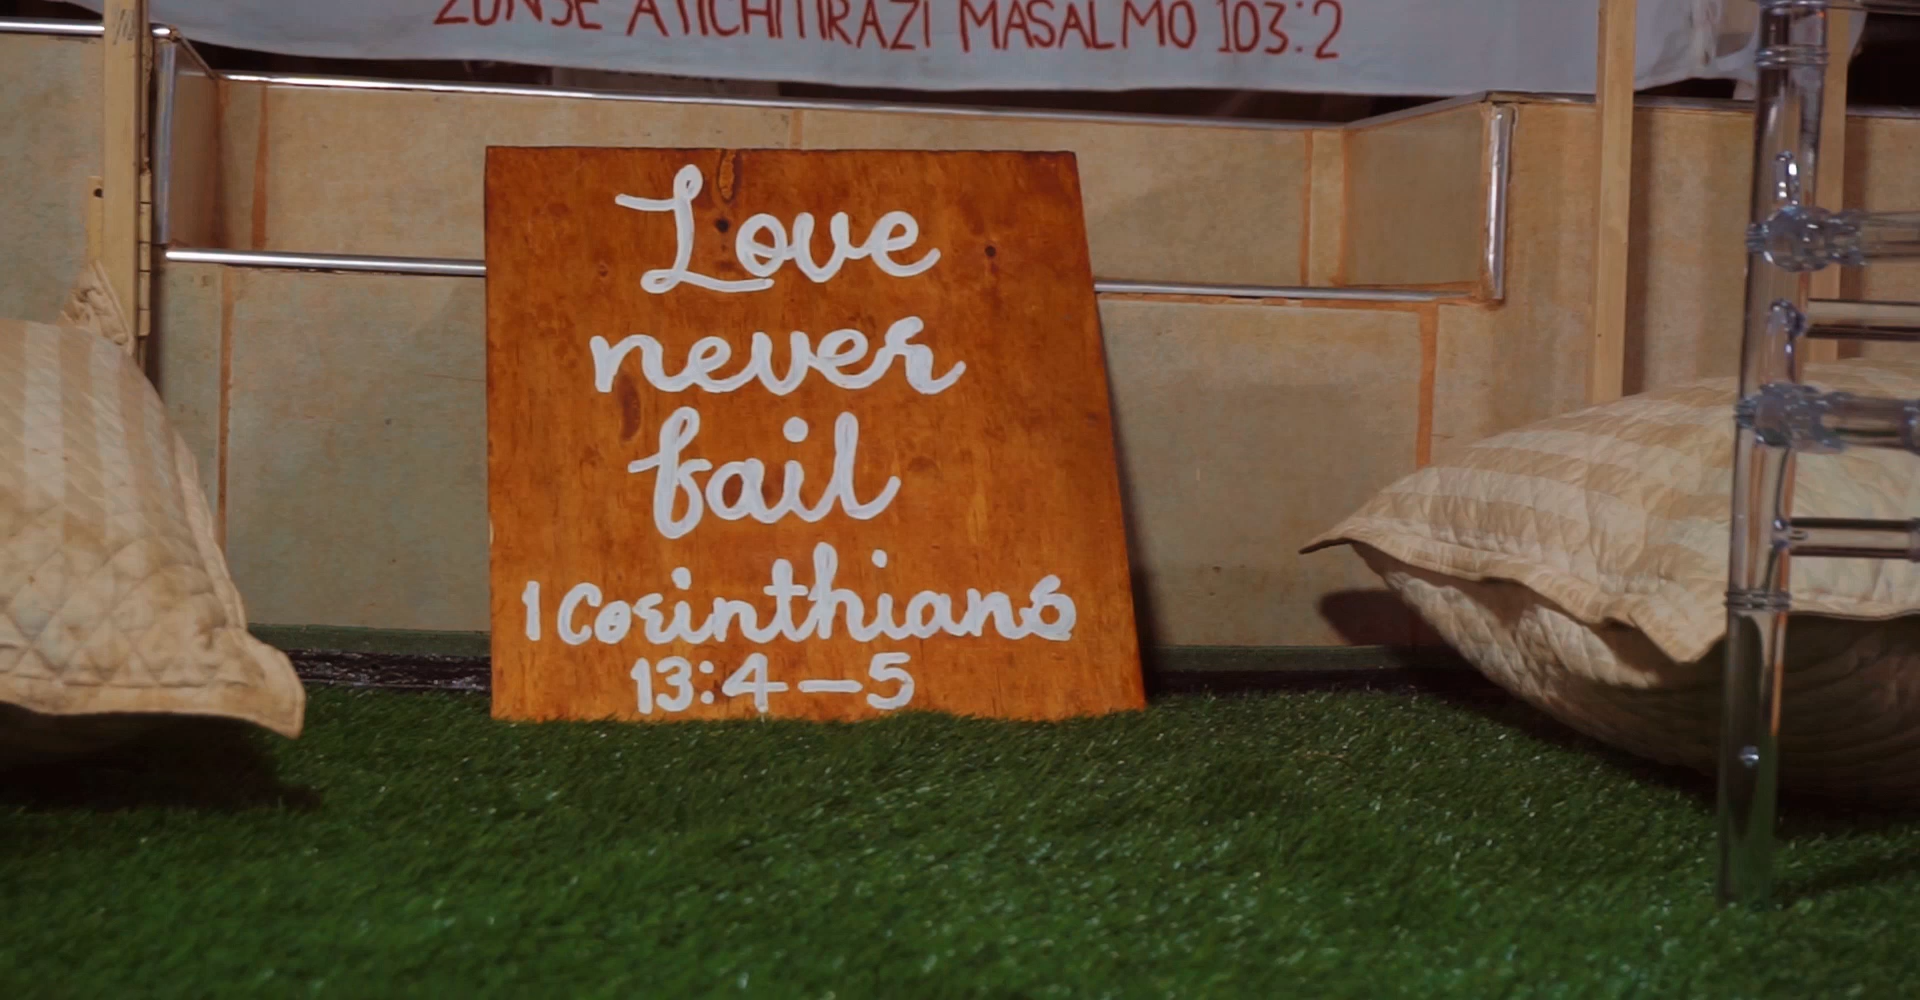 ZONSE ATICHITIRAZI MASALMO 103:2
Love
never
fail
1 Corinthians
13:4-5